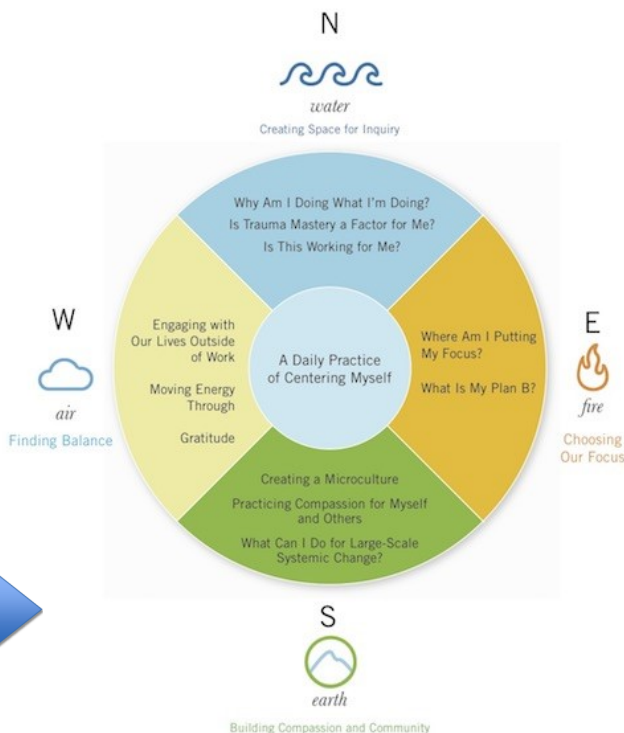 N
water
Creating Space for Inquiry
Why Am I Doing What I'm Doing?
Is Trauma Mastery a Factor for Me?
Is This Working for Me?
W
air
Finding Balance
Engaging with
Our Lives Outside
of Work
Moving Energy
Through
Gratitude
A Daily Practice
of Centering Myself
Where Am I Putting
My Focus?
What Is My Plan B?
E
fire
Choosing
Our Focus
Creating a Microculture
Practicing Compassion for Myself
and Others
What Can I Do for Large-Scale
Systemic Change?
S
earth
Building Compassion and Community